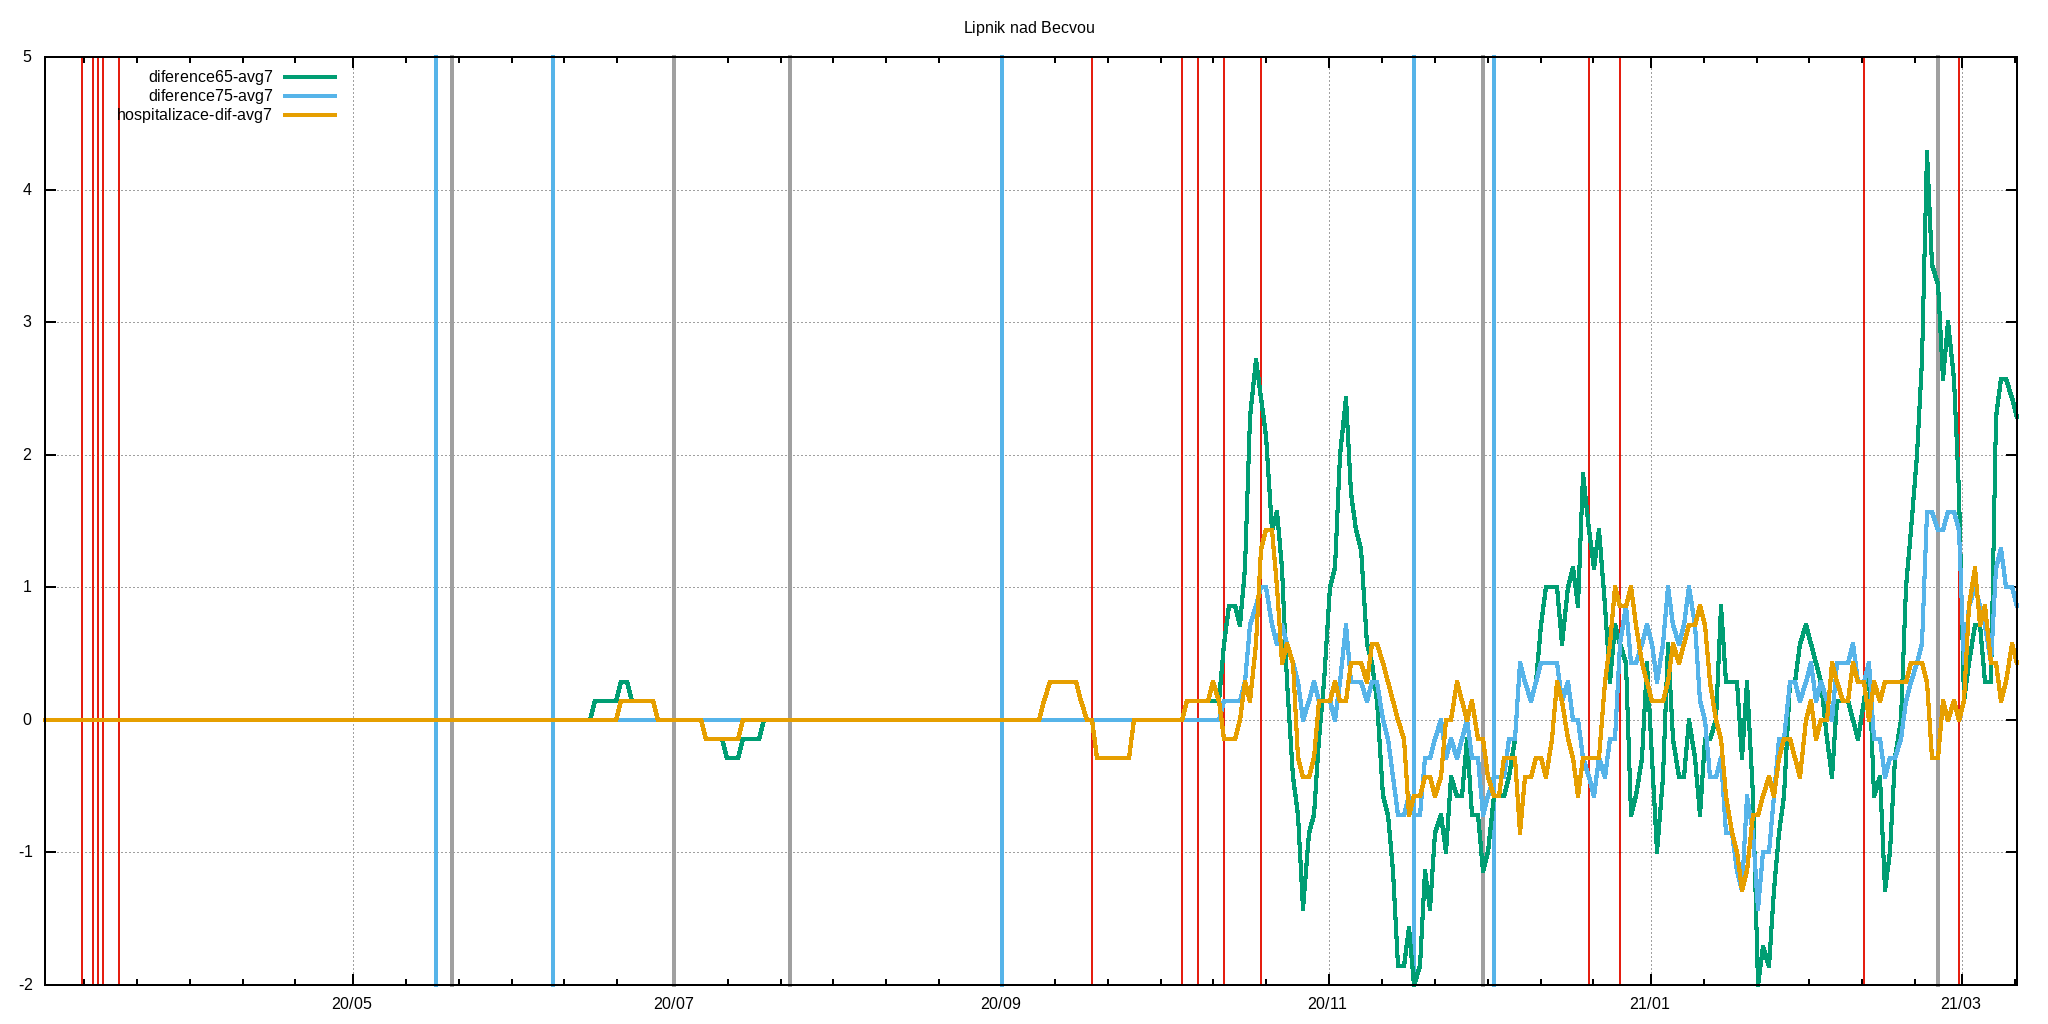 Lipnik nad Becvou
5
diference65-avg7
diference75-avg7
hospitalizace-dif-avg7
4
3
2
1
0
-1
-2
20/05 20/07 20/09 20/11 21/01 21/03